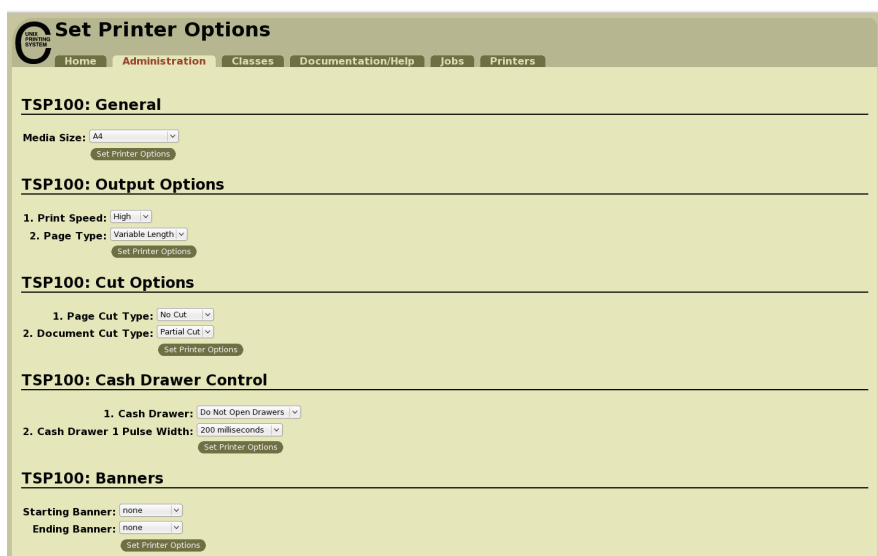 UNIX
PRINTING
SYSTEM
Set Printer Options
Home Administration Classes Documentation/Help Jobs Printers
TSP100: General
Media Size: A4
Set Printer Options
TSP100: Output Options
1. Print Speed: High
2. Page Type: Variable Length
Set Printer Options
TSP100: Cut Options
1. Page Cut Type: No Cut
2. Document Cut Type: Partial Cut
Set Printer Options
TSP100: Cash Drawer Control
1. Cash Drawer: Do Not Open Drawers
2. Cash Drawer 1 Pulse Width: 200 milliseconds
Set Printer Options
TSP100: Banners
Starting Banner: none
Ending Banner: none
Set Printer Options